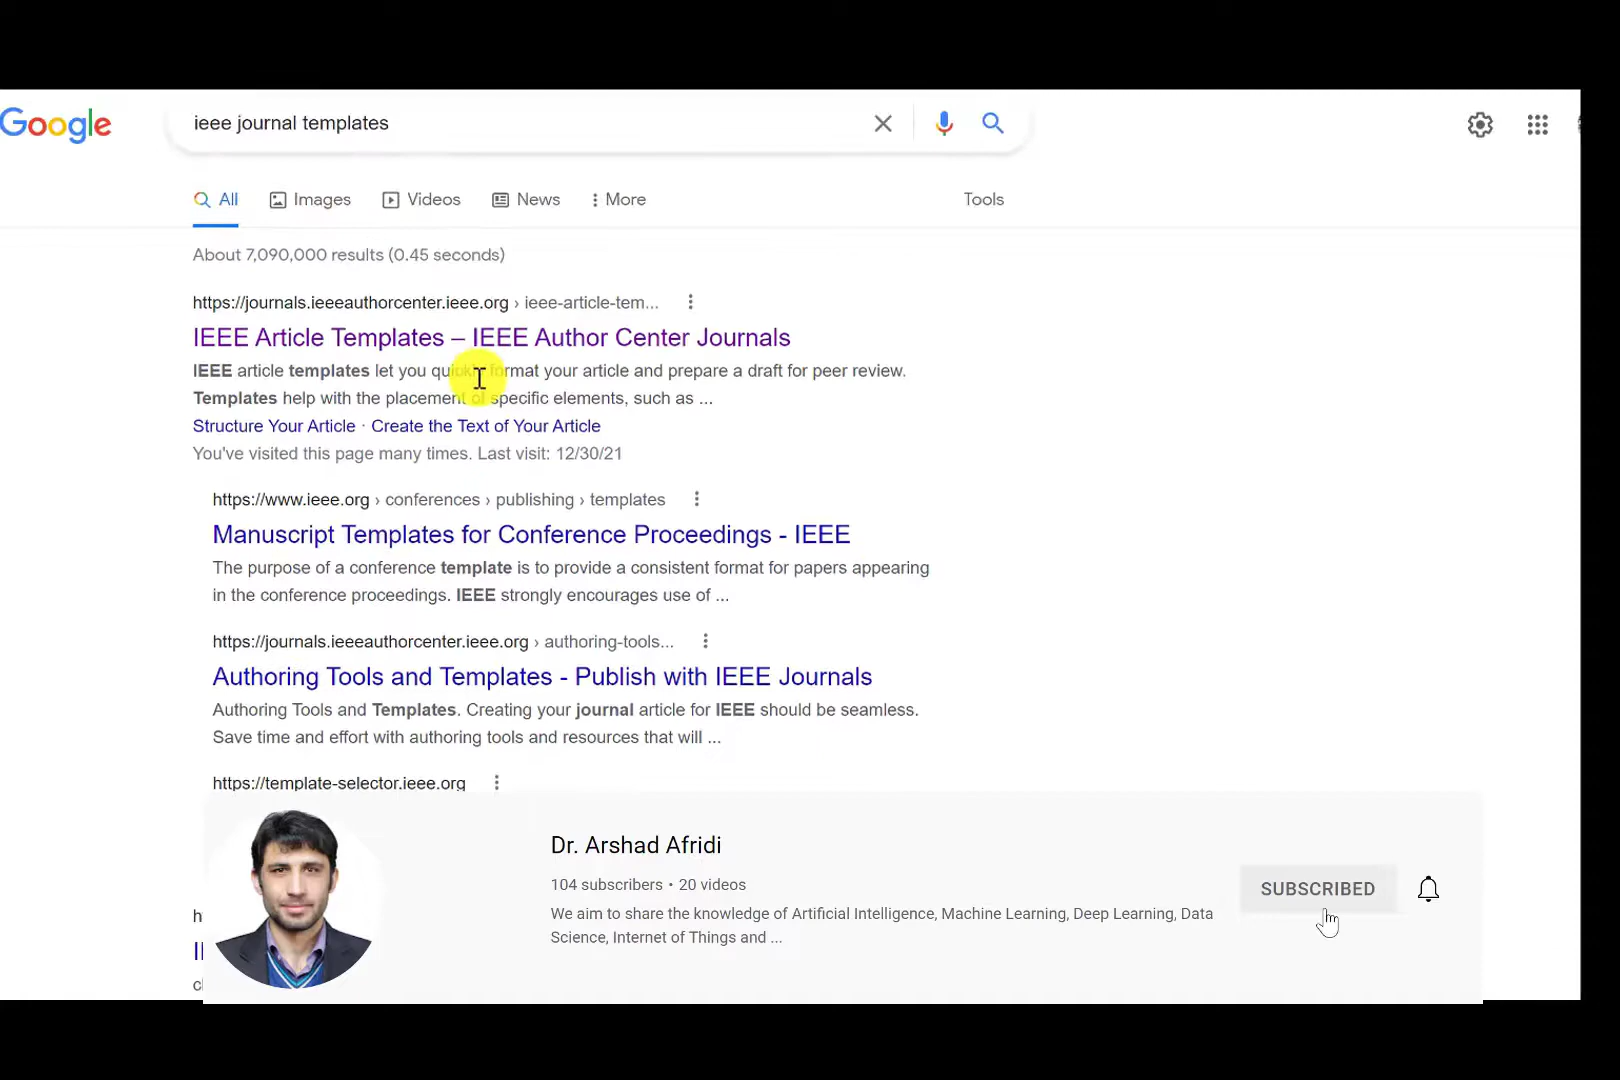 Google
ieee journal templates
All Images Videos News More Tools
About 7,090,000 results (0.45 seconds)
https://journals.ieeeauthorcenter.ieee.org › ieee-article-tem...
IEEE Article Templates – IEEE Author Center Journals
IEEE article templates let you quickly format your article and prepare a draft for peer review.
Templates help with the placement of specific elements, such as ...
Structure Your Article · Create the Text of Your Article
You've visited this page many times. Last visit: 12/30/21
https://www.ieee.org › conferences › publishing › templates
Manuscript Templates for Conference Proceedings - IEEE
The purpose of a conference template is to provide a consistent format for papers appearing
in the conference proceedings. IEEE strongly encourages use of ...
https://journals.ieeeauthorcenter.ieee.org › authoring-tools...
Authoring Tools and Templates - Publish with IEEE Journals
Authoring Tools and Templates. Creating your journal article for IEEE should be seamless.
Save time and effort with authoring tools and resources that will ...
https://template-selector.ieee.org
Dr. Arshad Afridi
104 subscribers • 20 videos
We aim to share the knowledge of Artificial Intelligence, Machine Learning, Deep Learning, Data
Science, Internet of Things and ...
SUBSCRIBED